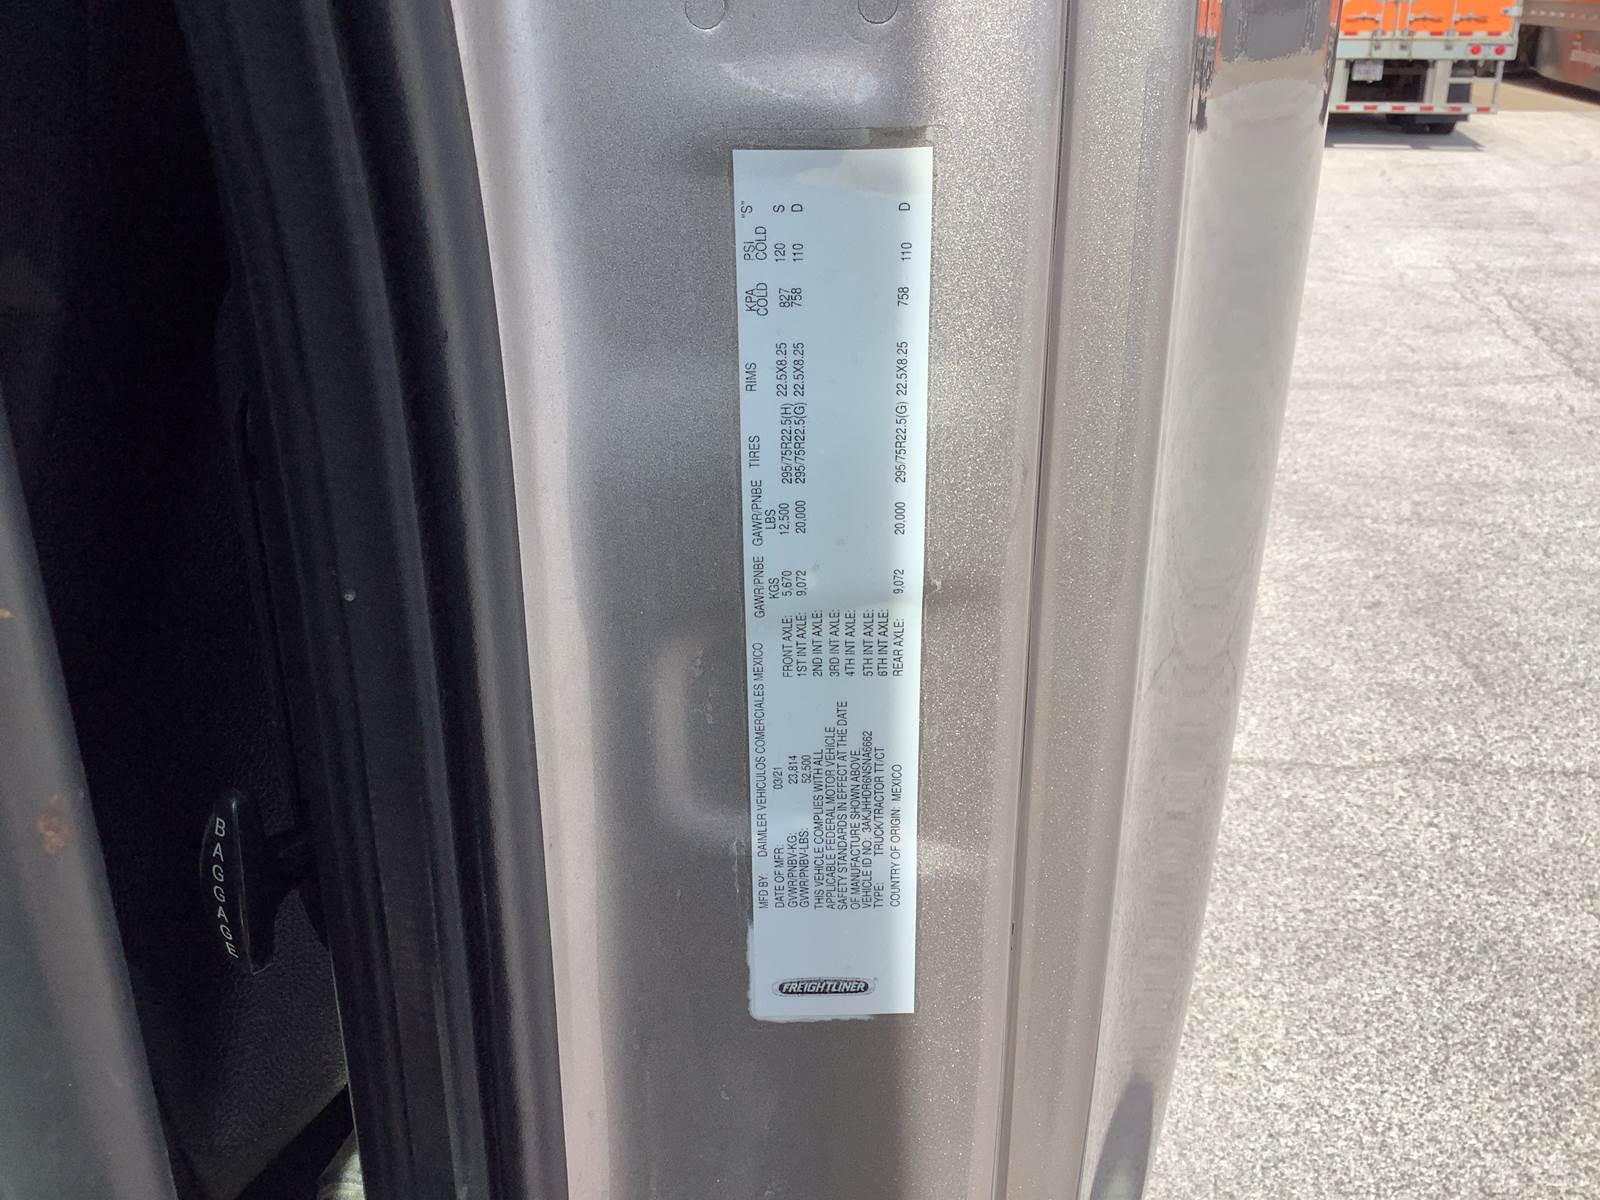 MFD BY: DAIMLER VEHICULOS COMERCIALES MEXICO GAWR/PNBE GAWR/PNBE TIRES RIMS KPA PSI "S"
KGS LBS COLD COLD
DATE OF MFR: 03/21 FRONT AXLE: 5,670 12,500 295/75R22.5(H) 22.5X8.25 827 120 S
GVWR/PNBV-KG: 23,814 1ST INT AXLE: 9,072 20,000 295/75R22.5(G) 22.5X8.25 758 110 D
GVWR/PNBV-LBS: 52,500 2ND INT AXLE:
THIS VEHICLE COMPLIES WITH ALL 3RD INT AXLE:
APPLICABLE FEDERAL MOTOR VEHICLE 4TH INT AXLE:
SAFETY STANDARDS IN EFFECT AT THE DATE
OF MANUFACTURE SHOWN ABOVE. 5TH INT AXLE:
VEHICLE ID NO: 3AKJHHDR6NSNA6662 6TH INT AXLE:
TYPE: TRUCK/TRACTOR TT/CT REAR AXLE: 9,072 20,000 295/75R22.5(G) 22.5X8.25 758 110 D
COUNTRY OF ORIGIN: MEXICO
FREIGHTLINER
BAGGAGE